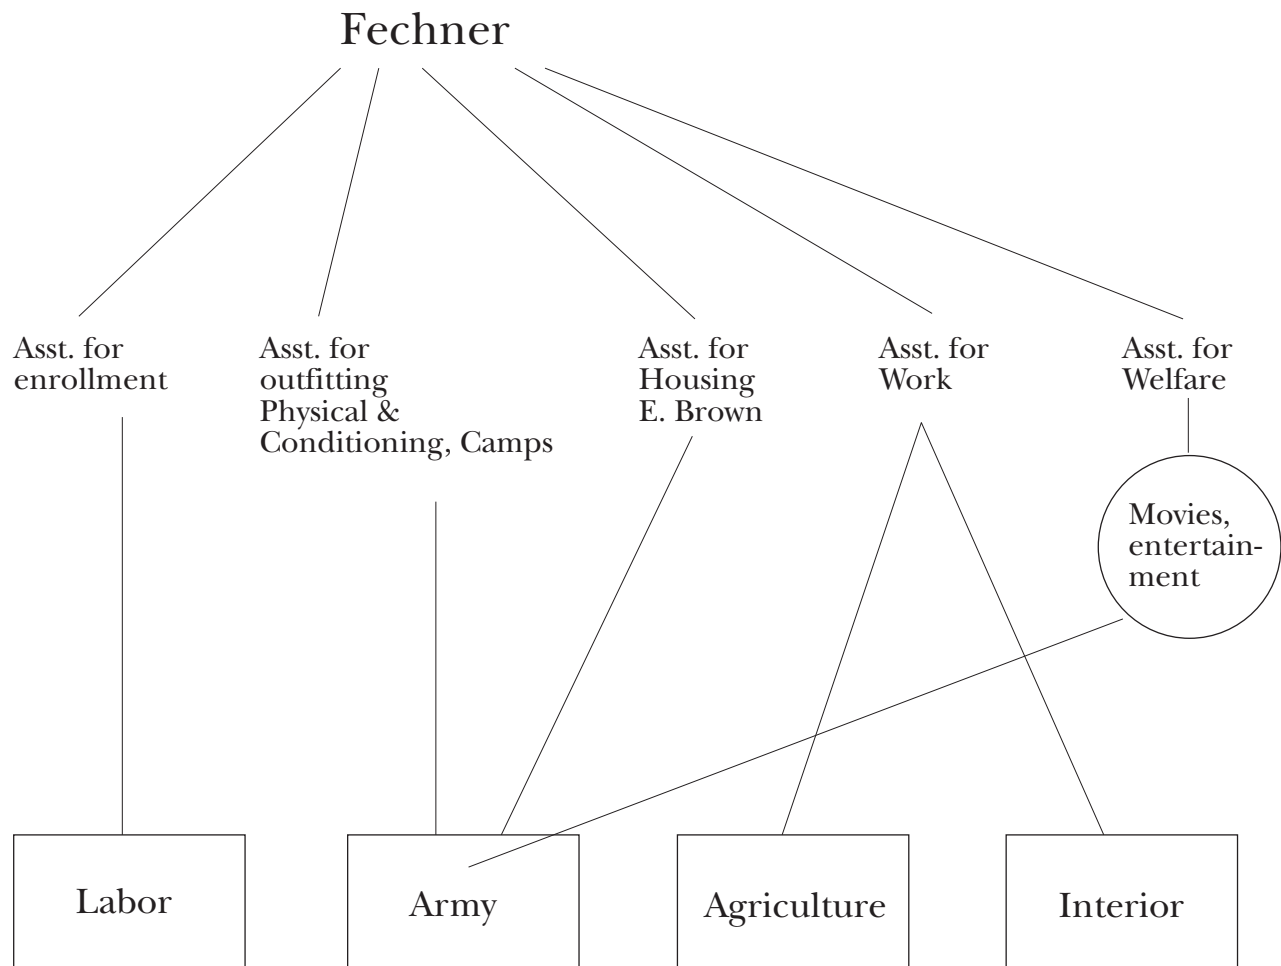 Fechner
Asst. for
enrollment
Asst. for
outfitting
Physical &
Conditioning, Camps
Asst. for
Housing
E. Brown
Asst. for
Work
Asst. for
Welfare
Movies,
entertain-
ment
Labor
Army
Agriculture
Interior